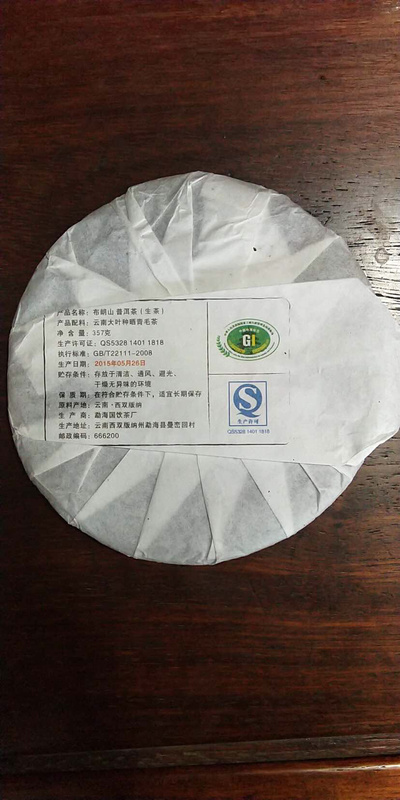 产品名称：布朗山 普洱茶（生茶）
产品配料：云南大叶种晒青毛茶
净 含 量：357克
生产许可证：QS5328 1401 1818
执行标准：GB/T22111-2008
生产日期：2015年05月26日
贮存条件：存放于清洁、通风、避光、
干燥无异味的环境
保 质 期：在符合贮存条件下，适宜长期保存
原料产地：云南·西双版纳
生 产 商：勐海国饮茶厂
生产地址：云南西双版纳州勐海县曼峦回村
邮政编码：666200
GI
S
生产许可
QS5328 1401 1818